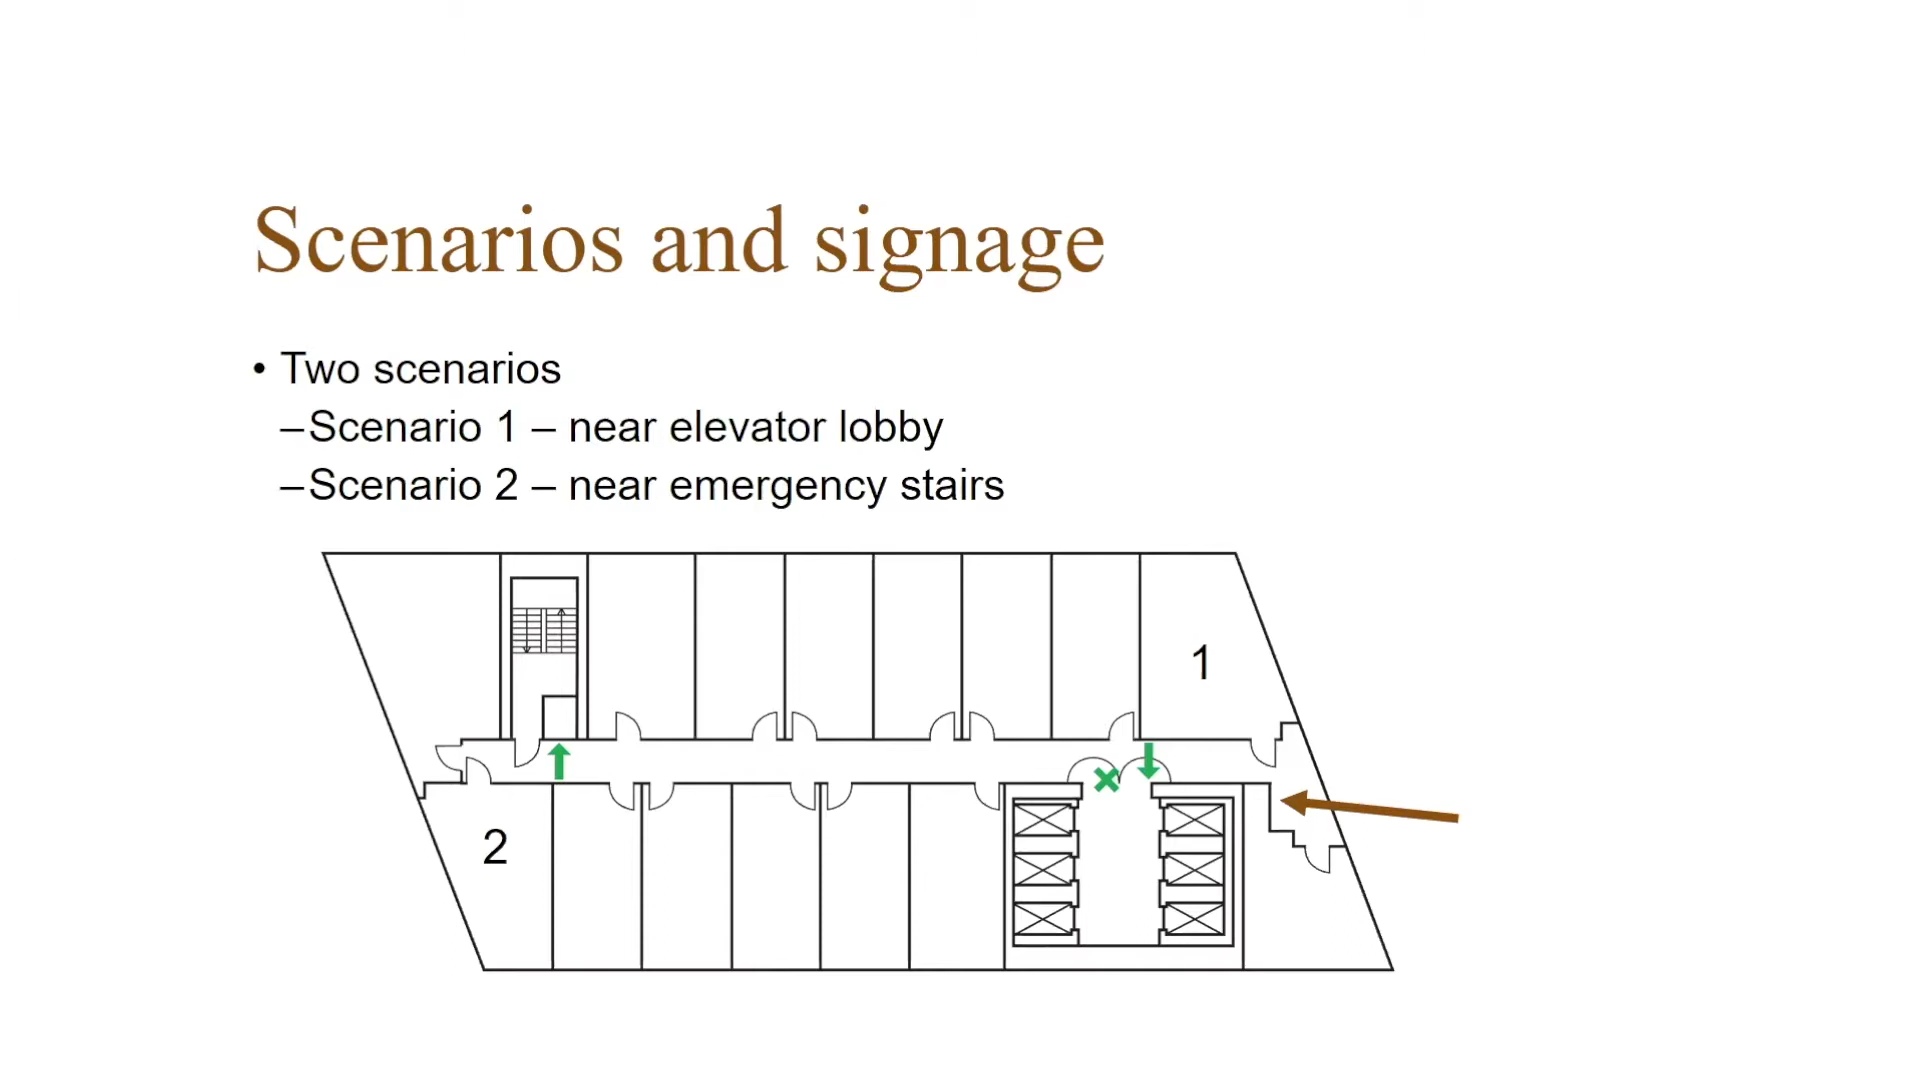 Scenarios and signage
• Two scenarios
–Scenario 1 – near elevator lobby
–Scenario 2 – near emergency stairs
1
2